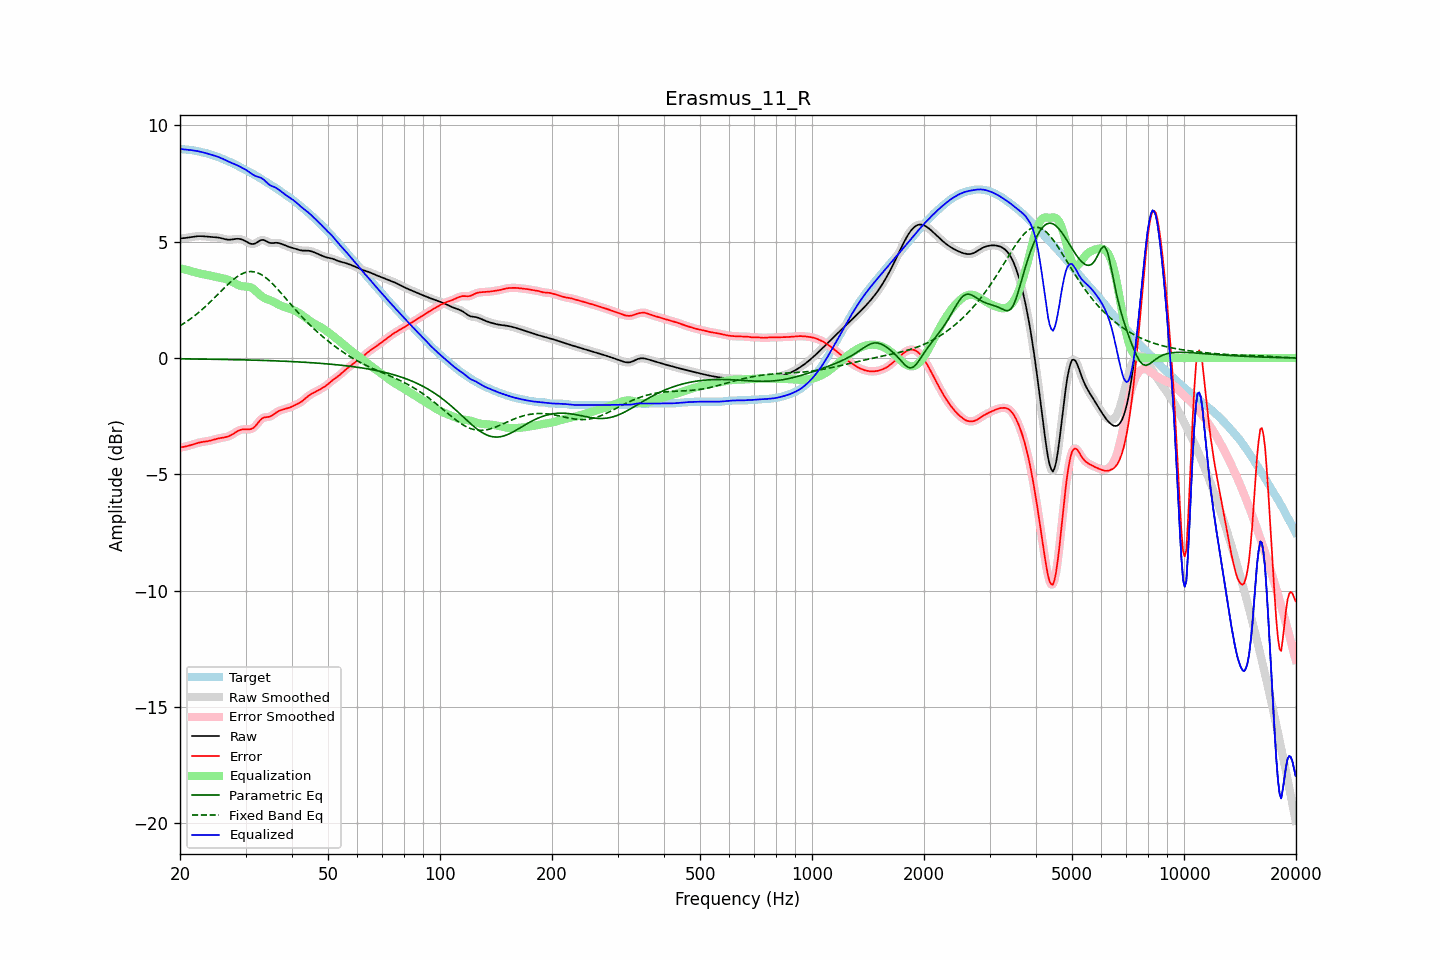 Erasmus_11_R
10
5
0
−5
−10
−15
−20
Amplitude (dBr)
Target
Raw Smoothed
Error Smoothed
Raw
Error
Equalization
Parametric Eq
Fixed Band Eq
Equalized
20 50 100 200 500 1000 2000 5000 10000 20000
Frequency (Hz)